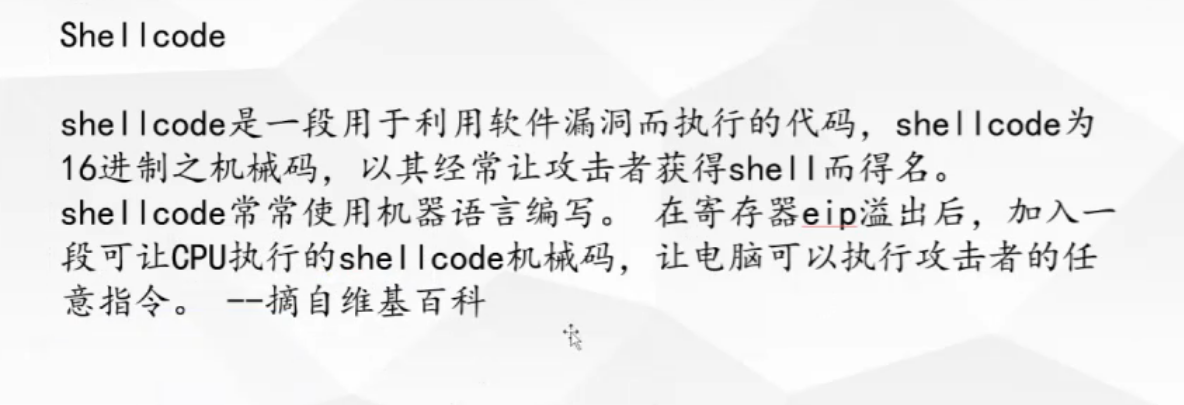 Shellcode
shellcode是一段用于利用软件漏洞而执行的代码，shellcode为
16进制之机械码，以其经常让攻击者获得shell而得名。
shellcode常常使用机器语言编写。 在寄存器eip溢出后，加入一
段可让CPU执行的shellcode机械码，让电脑可以执行攻击者的任
意指令。 --摘自维基百科